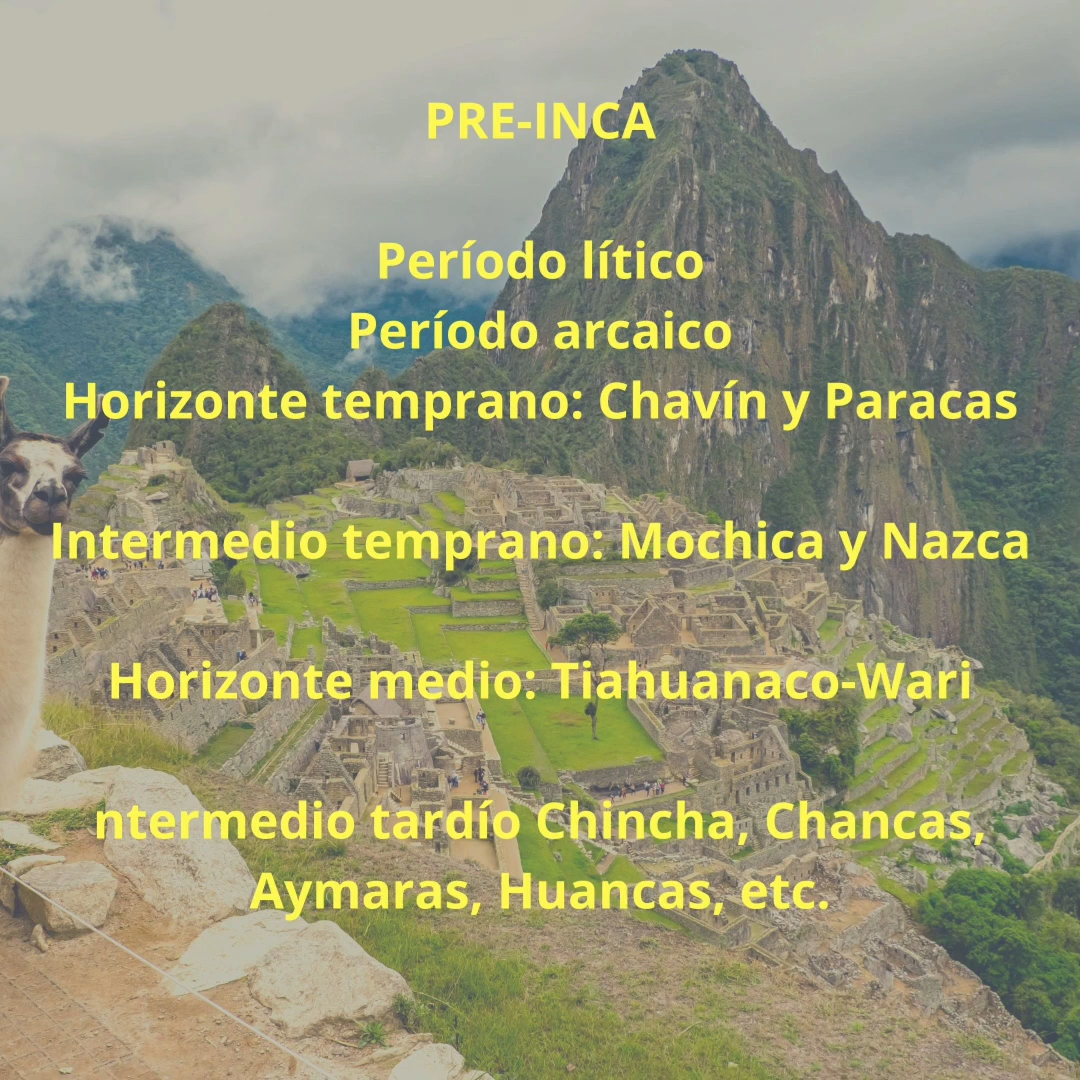 PRE-INCA
Período lítico
Período arcaico
Horizonte temprano: Chavín y Paracas
Intermedio temprano: Mochica y Nazca
Horizonte medio: Tiahuanaco-Wari
ntermedio tardío Chincha, Chancas,
Aymaras, Huancas, etc.